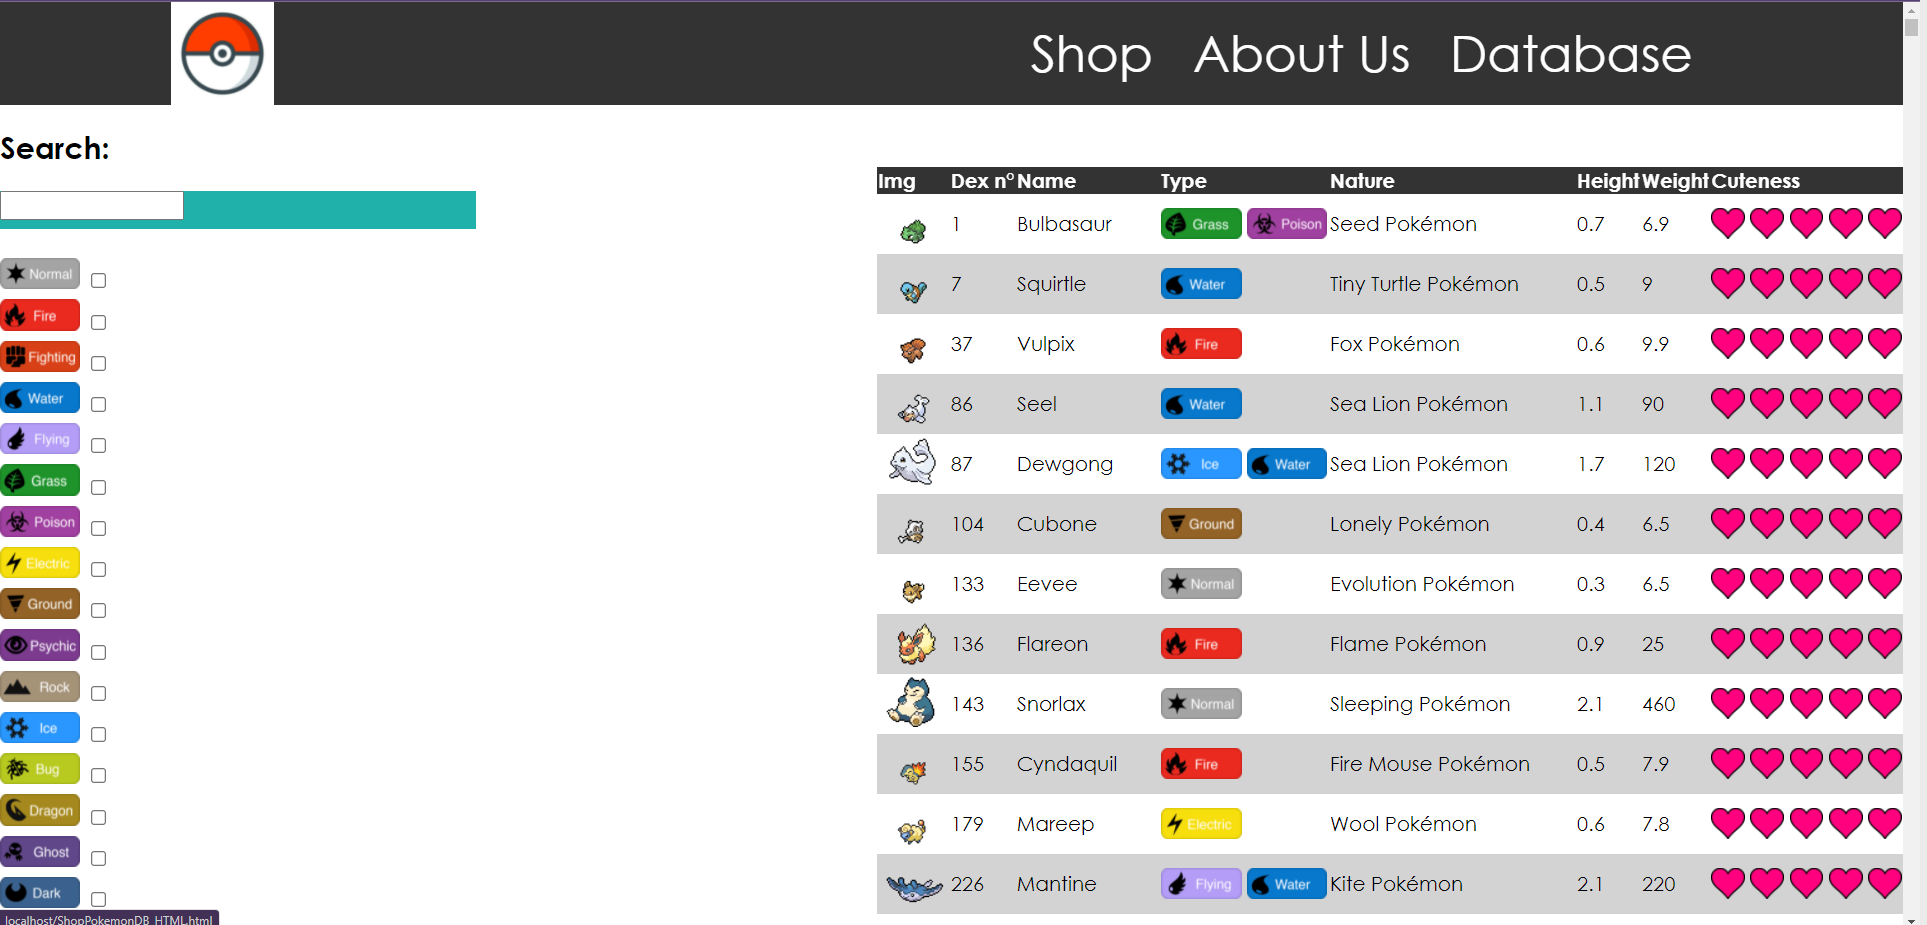 Shop About Us Database
Search:
Normal
Fire
Fighting
Water
Flying
Grass
Poison
Electric
Ground
Psychic
Rock
Ice
Bug
Dragon
Ghost
Dark
Img Dex n° Name Type Nature Height Weight Cuteness
1 Bulbasaur Grass Poison Seed Pokémon 0.7 6.9
7 Squirtle Water Tiny Turtle Pokémon 0.5 9
37 Vulpix Fire Fox Pokémon 0.6 9.9
86 Seel Water Sea Lion Pokémon 1.1 90
87 Dewgong Ice Water Sea Lion Pokémon 1.7 120
104 Cubone Ground Lonely Pokémon 0.4 6.5
133 Eevee Normal Evolution Pokémon 0.3 6.5
136 Flareon Fire Flame Pokémon 0.9 25
143 Snorlax Normal Sleeping Pokémon 2.1 460
155 Cyndaquil Fire Fire Mouse Pokémon 0.5 7.9
179 Mareep Electric Wool Pokémon 0.6 7.8
226 Mantine Flying Water Kite Pokémon 2.1 220
localhost/ShopPokemonDB_HTML.html